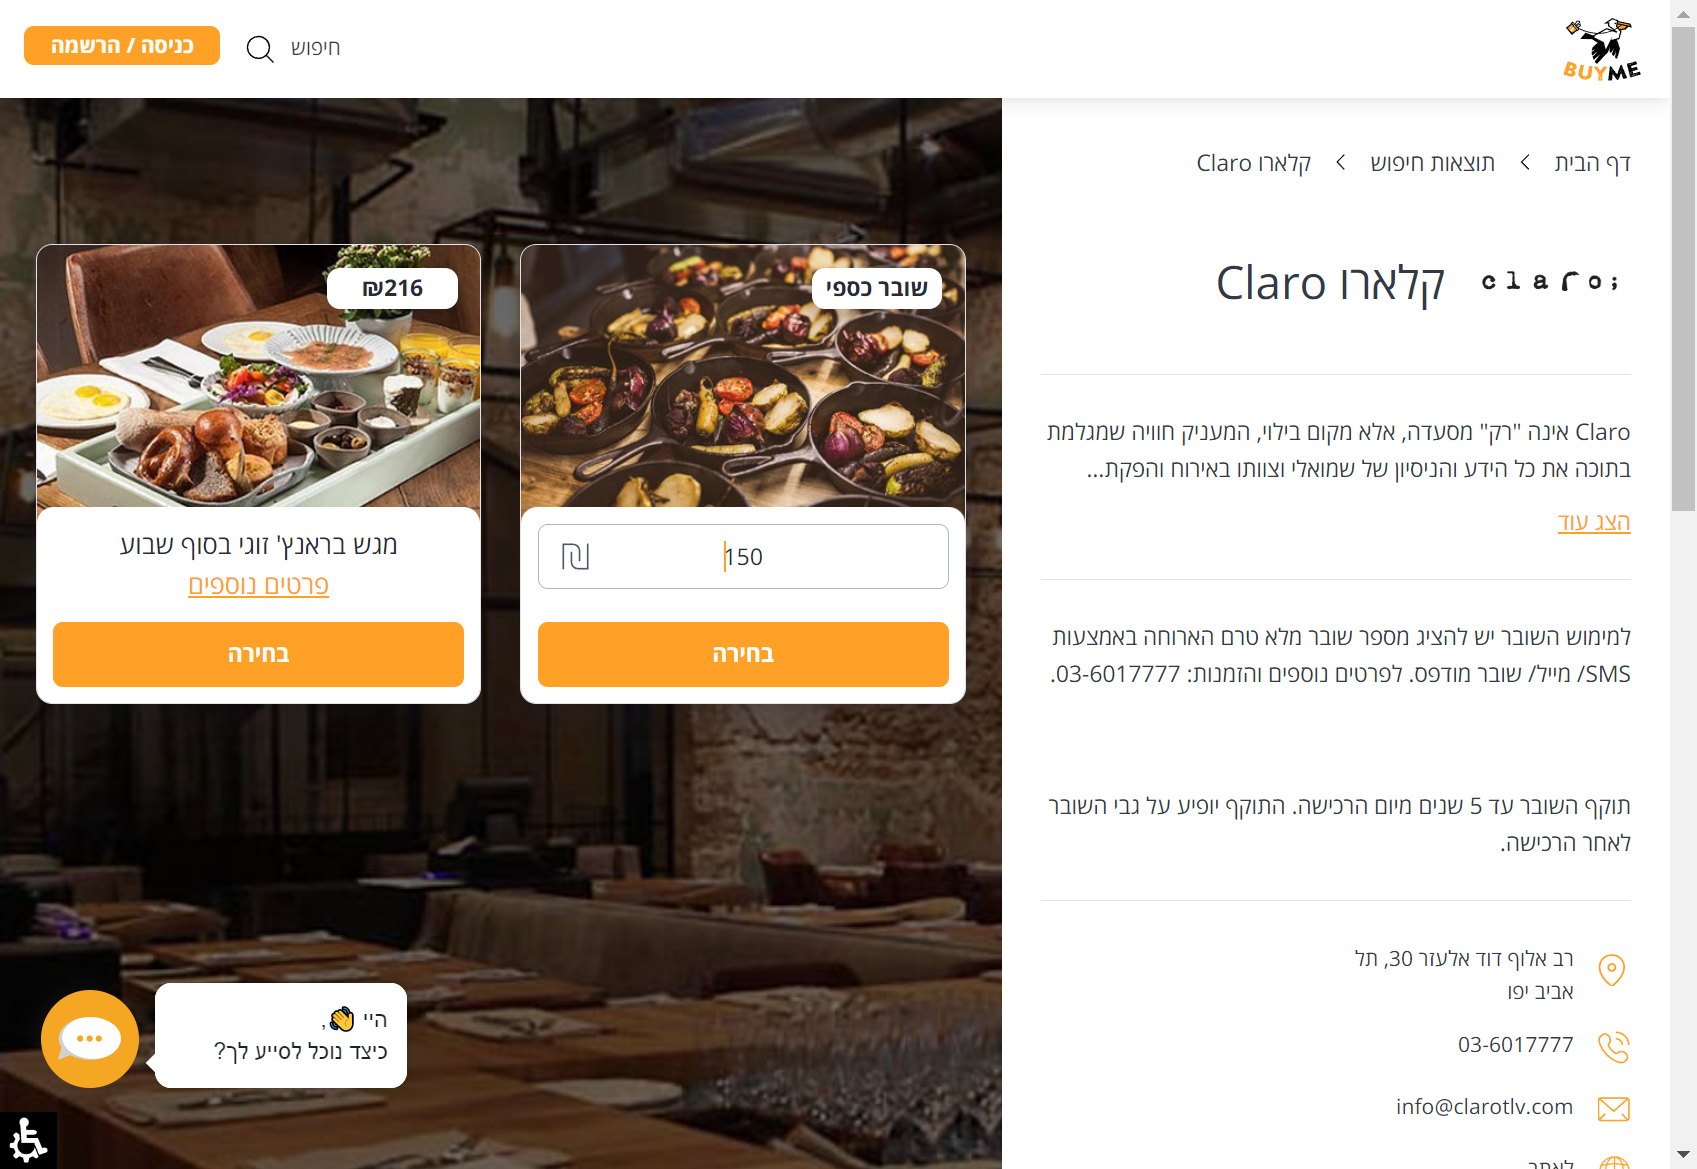 BUYME
חיפוש
כניסה / הרשמה
דף הבית
תוצאות חיפוש
קלארו Claro
claro;
קלארו Claro
Claro אינה "רק" מסעדה, אלא מקום בילוי, המעניק חוויה שמגלמת
בתוכה את כל הידע והניסיון של שמואלי וצוותו באירוח והפקת...
הצג עוד
למימוש השובר יש להציג מספר שובר מלא טרם הארוחה באמצעות
SMS/ מייל/ שובר מודפס. לפרטים נוספים והזמנות: 03-6017777.
תוקף השובר עד 5 שנים מיום הרכישה. התוקף יופיע על גבי השובר
לאחר הרכישה.
רב אלוף דוד אלעזר 30, תל
אביב יפו
03-6017777
info@clarotlv.com
לאתר
שובר כספי
150
₪
בחירה
₪216
מגש בראנץ' זוגי בסוף שבוע
פרטים נוספים
בחירה
היי 👋,
כיצד נוכל לסייע לך?